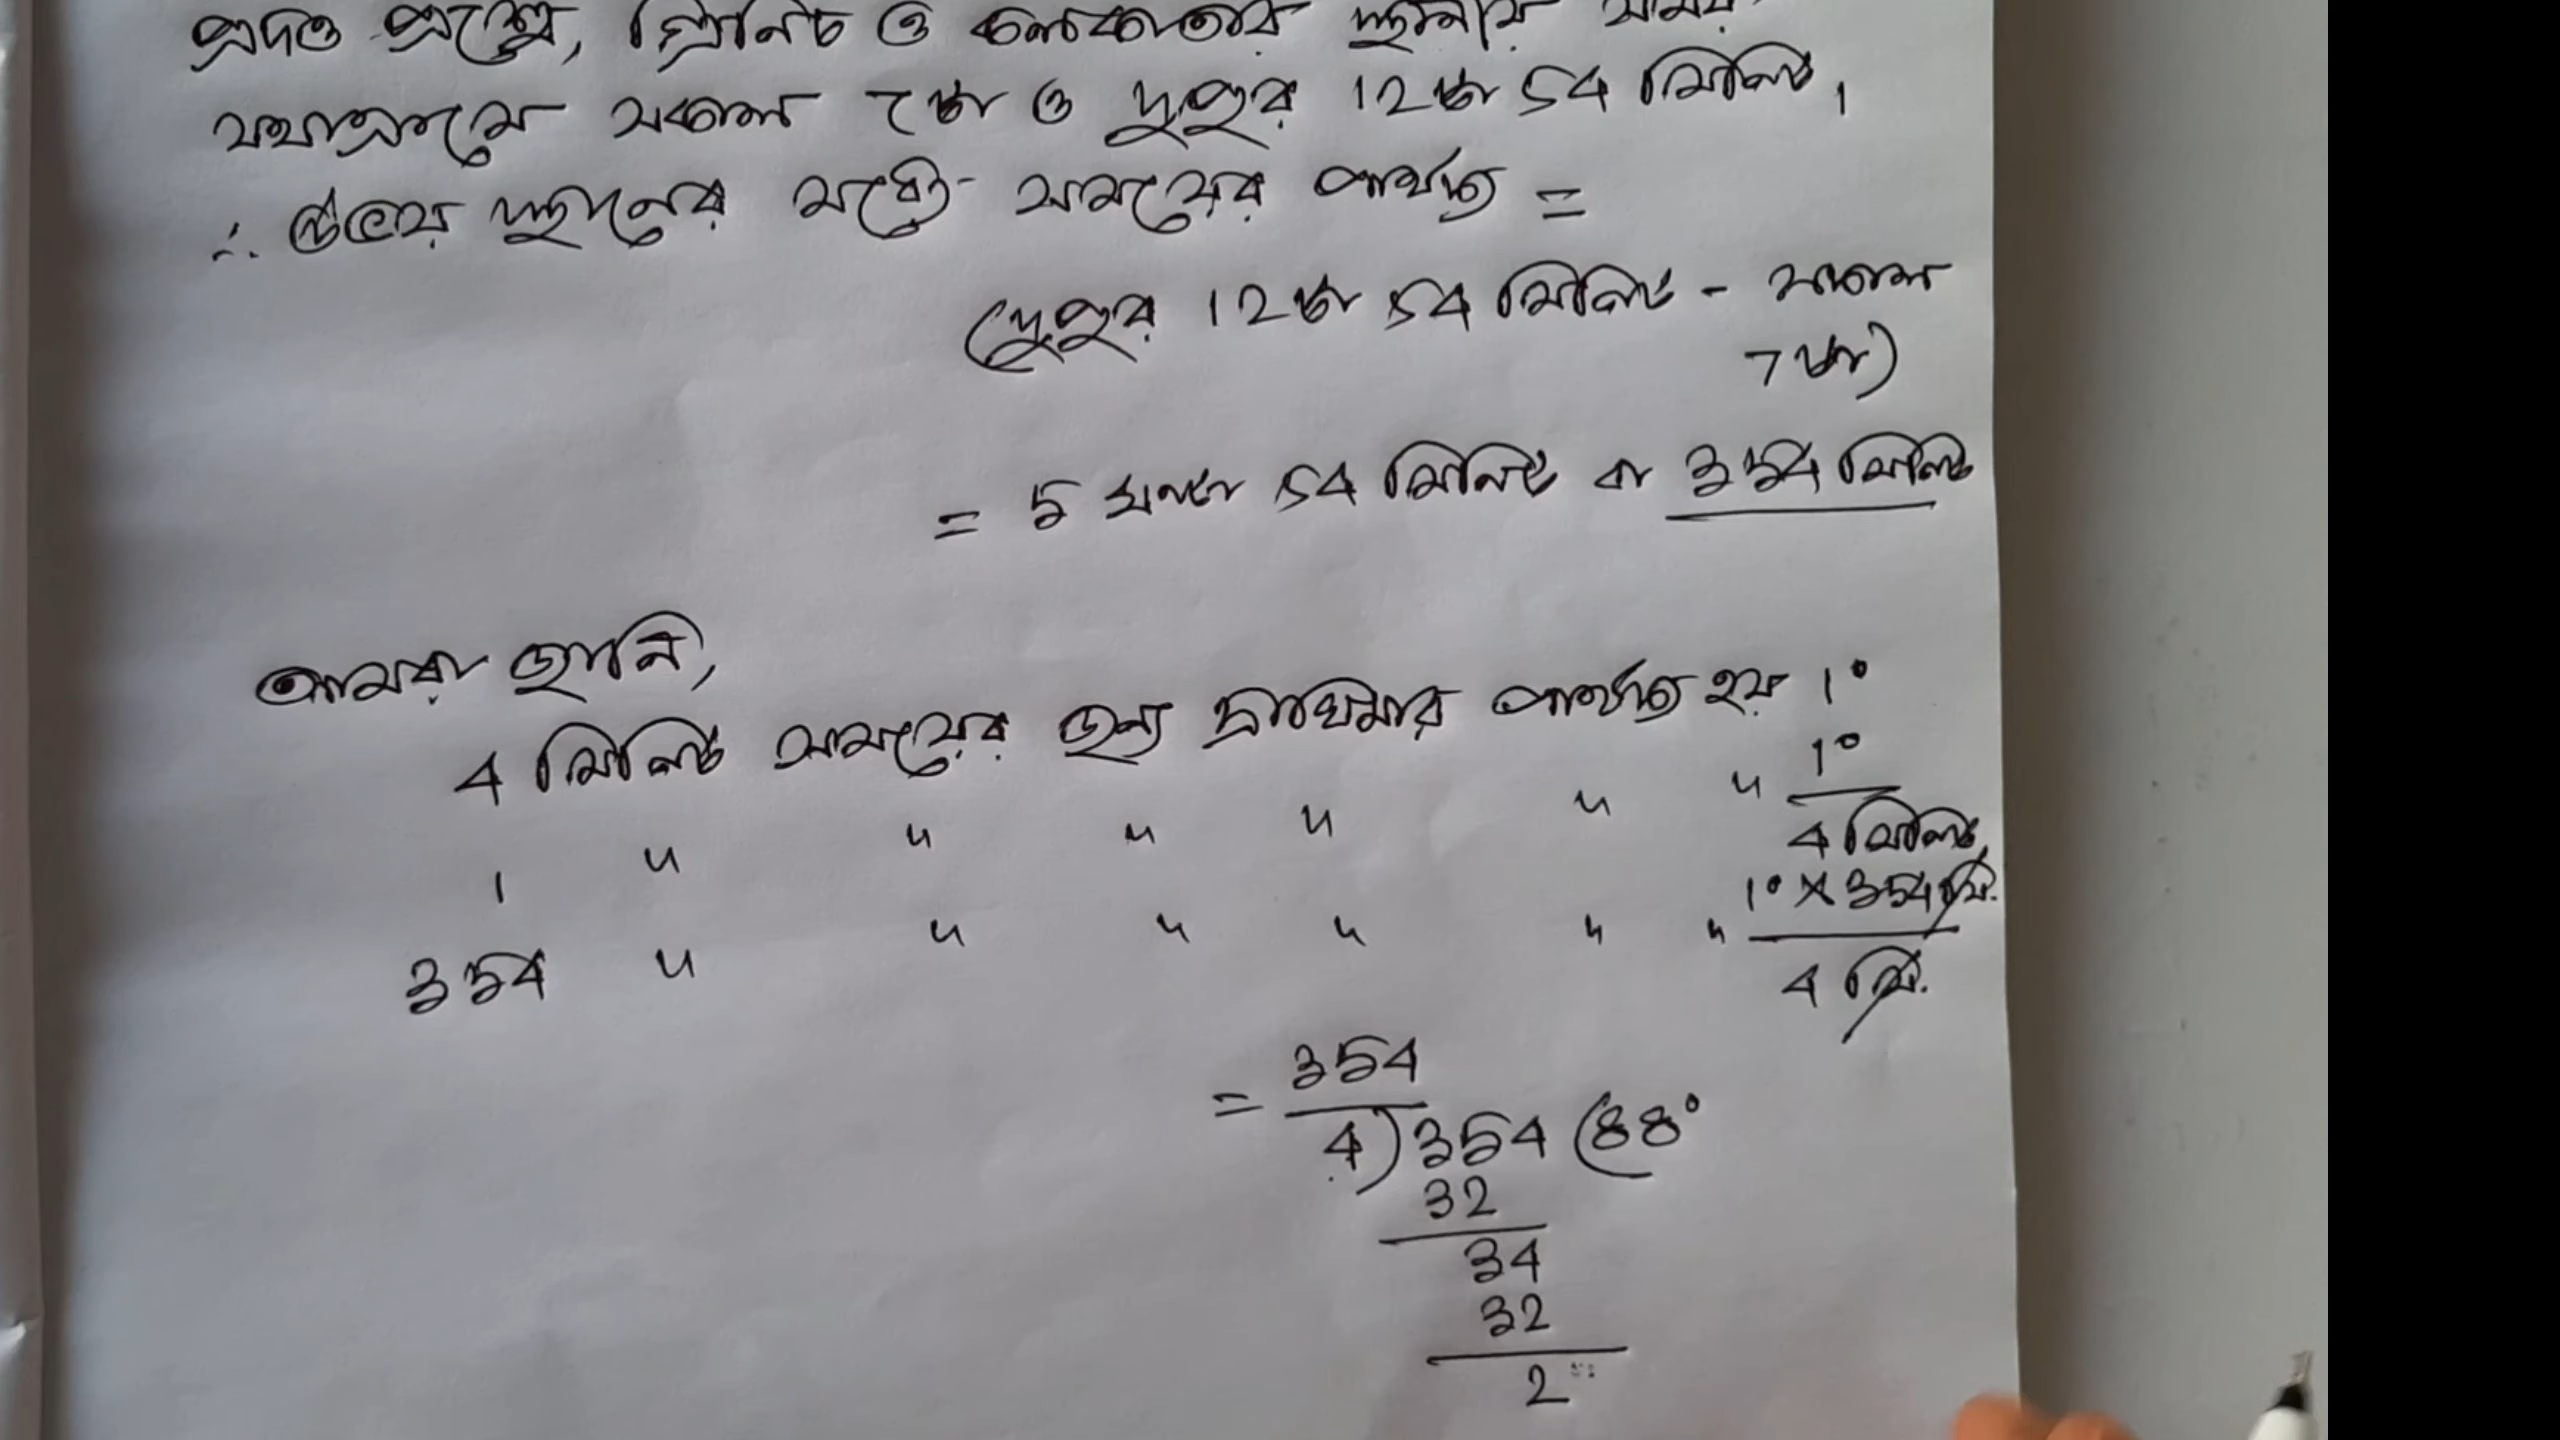 প্রদত্ত প্রশ্নে, গ্রিনিচ ও কলকাতার স্থানীয় সময়
যথাক্রমে সকাল 7টা ও দুপুর 12টা 54 মিনিট,
∴ উভয় স্থানের মধ্যে সময়ের পার্থক্য =
(দুপুর 12টা 54 মিনিট - সকাল
7টা)
= 5 ঘন্টা 54 মিনিট বা 354 মিনিট
আমরা জানি,
4 মিনিট সময়ের জন্য দ্রাঘিমার পার্থক্য হয় 1°
1 " " " " " " 1°/4 মিনিট
354 " " " " " " 1° × 354 মি./4 মি.
= 354/4
4) 354 (88°
32
34
32
2